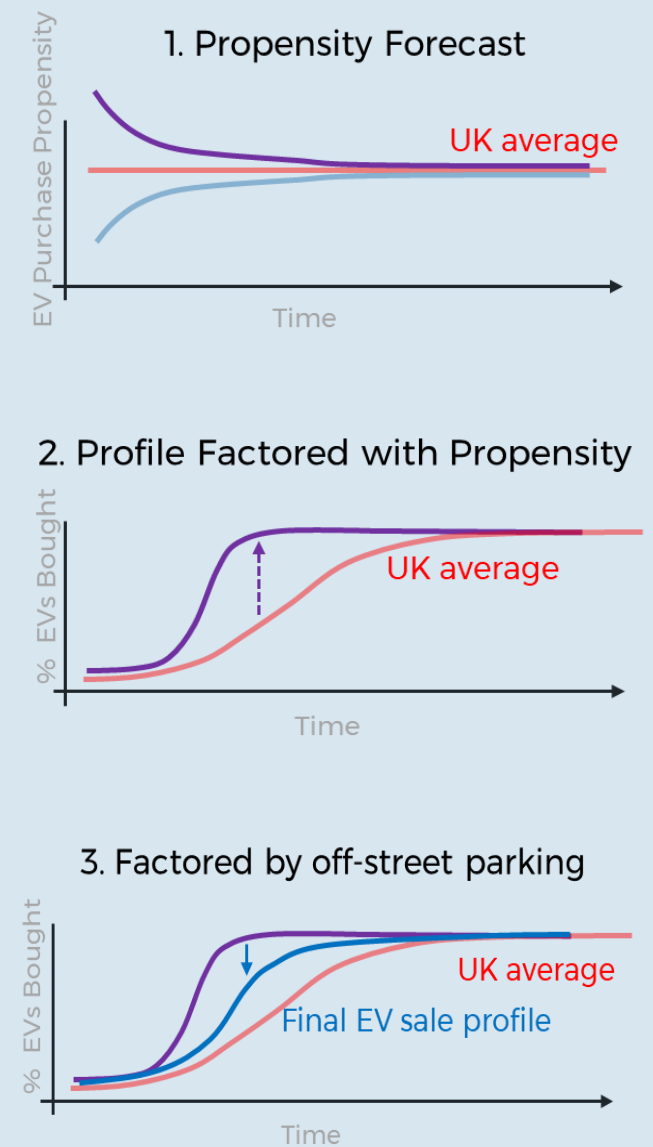 1. Propensity Forecast
EV Purchase Propensity
UK average
Time
2. Profile Factored with Propensity
% EVs Bought
UK average
Time
3. Factored by off-street parking
% EVs Bought
UK average
Final EV sale profile
Time